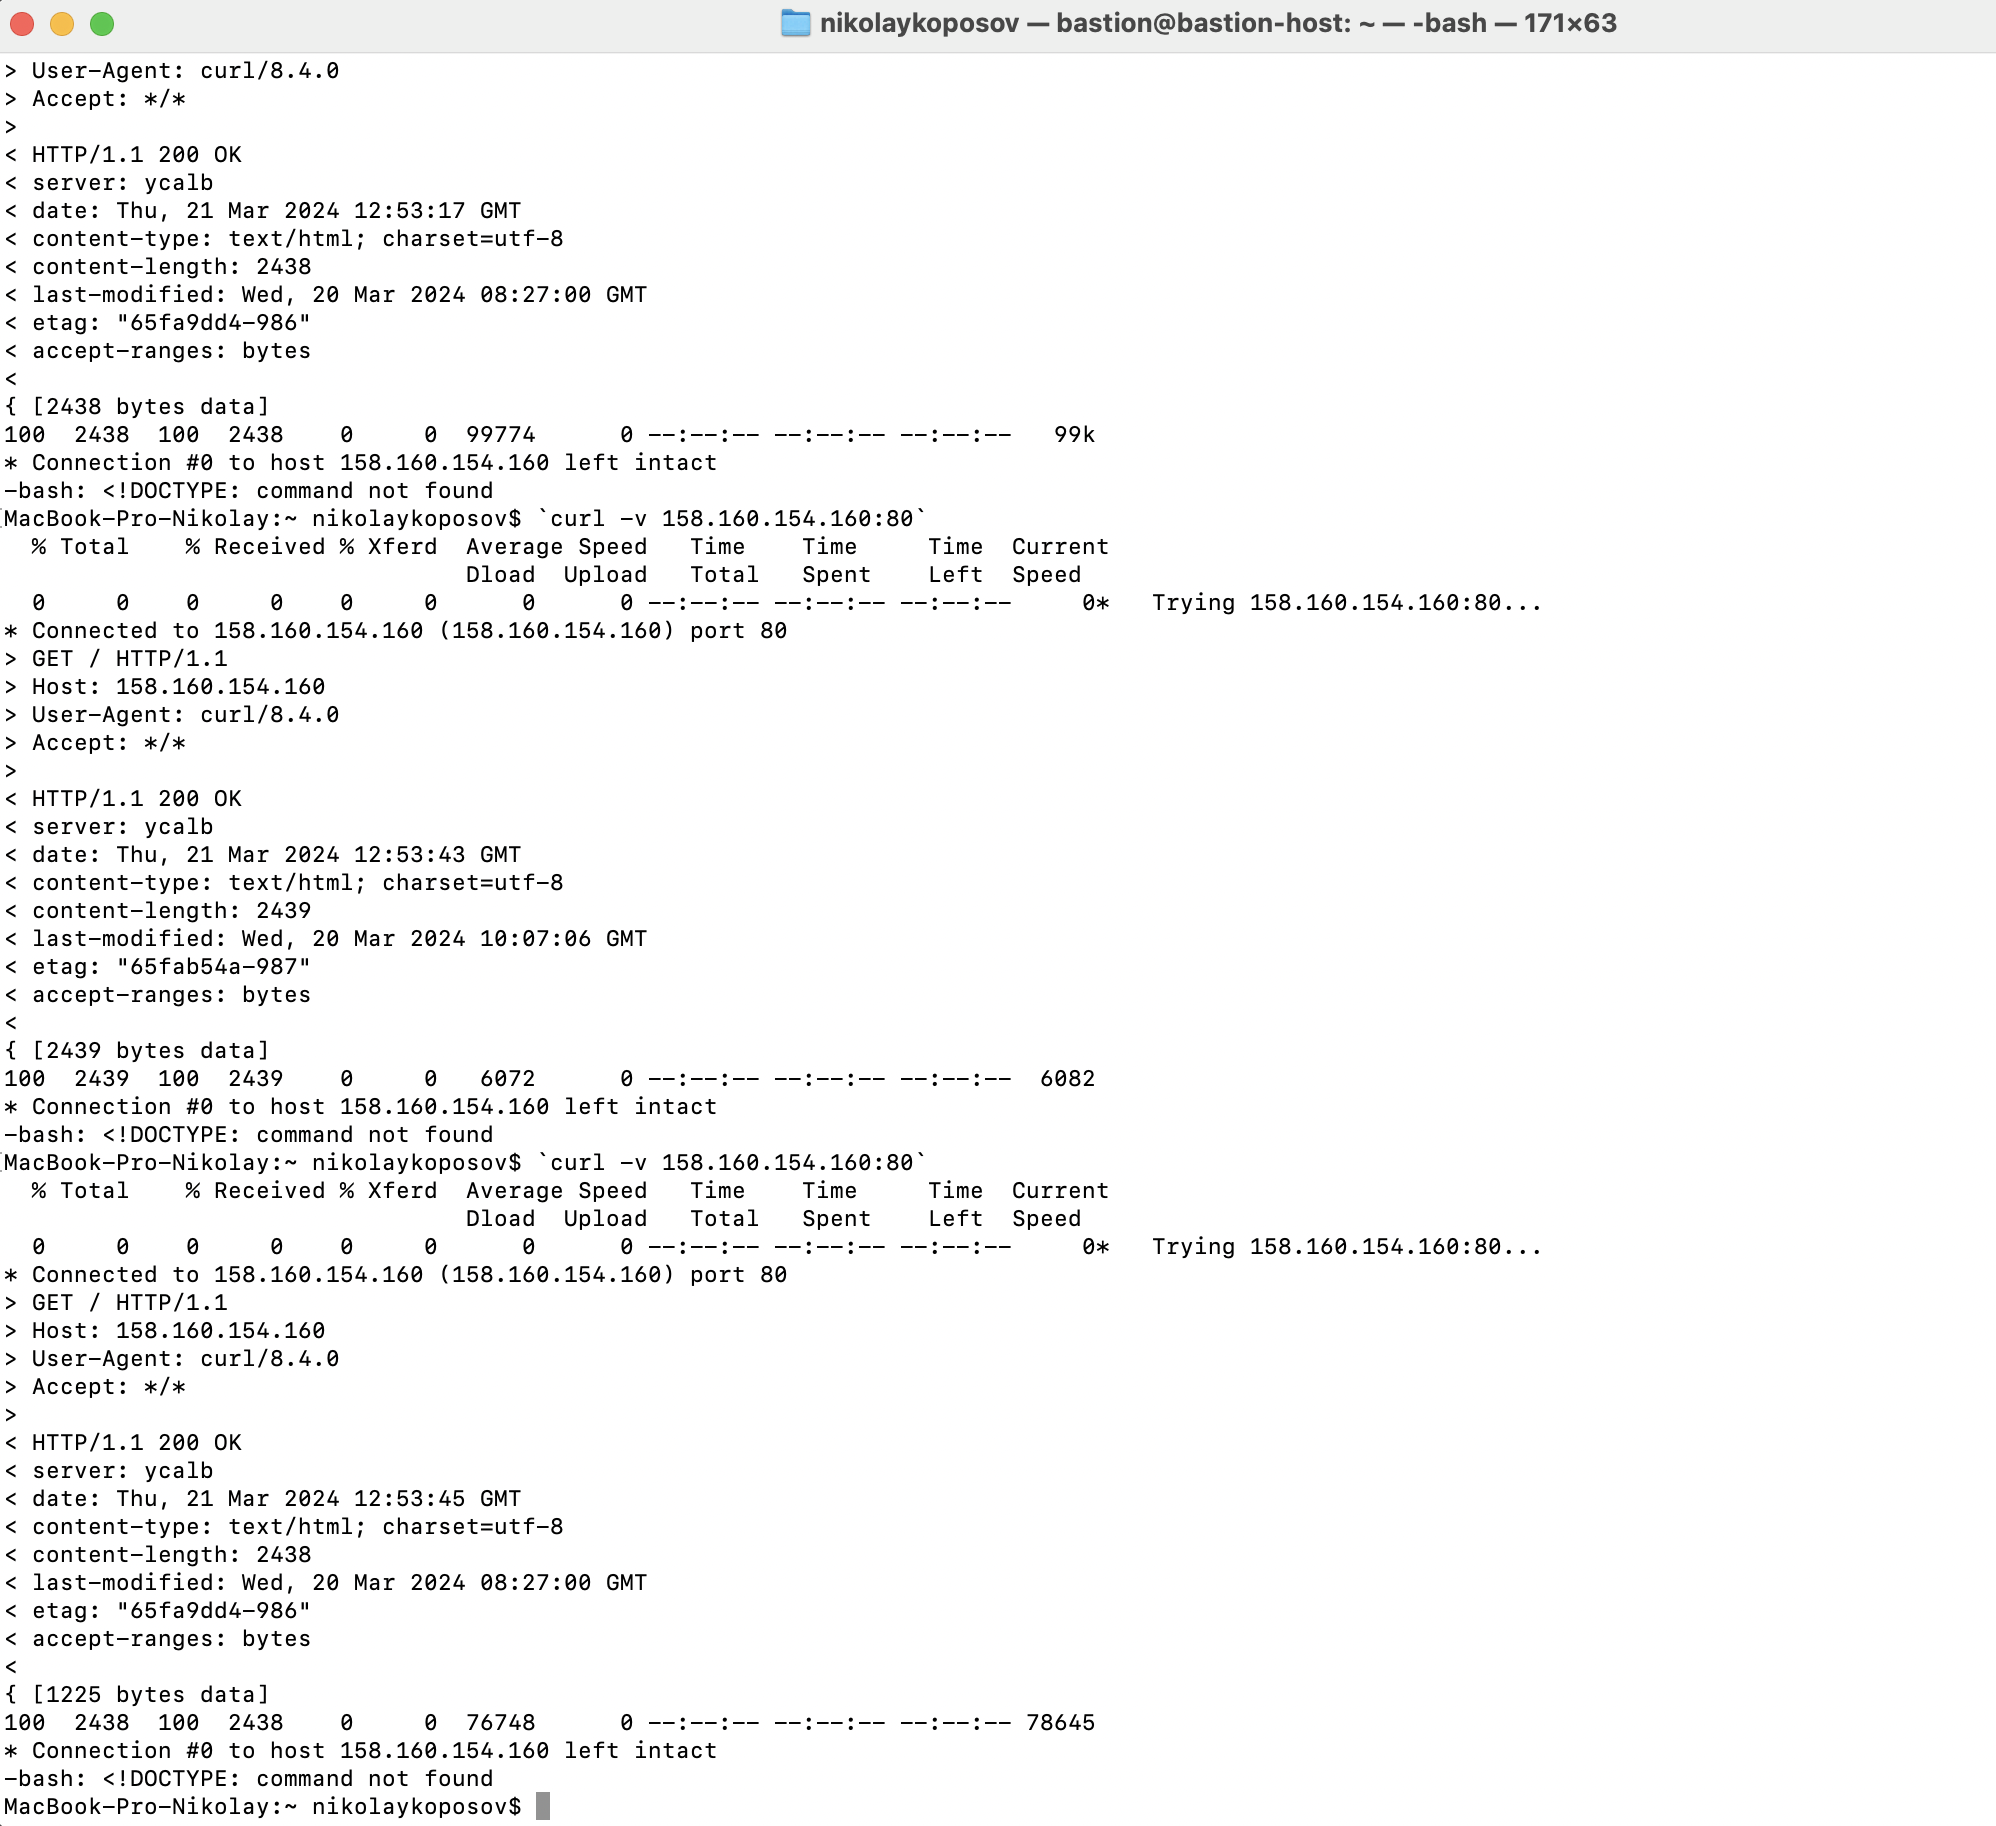 nikolaykoposov — bastion@bastion-host: ~ — -bash — 171×63
> User-Agent: curl/8.4.0
> Accept: */*
>
< HTTP/1.1 200 OK
< server: ycalb
< date: Thu, 21 Mar 2024 12:53:17 GMT
< content-type: text/html; charset=utf-8
< content-length: 2438
< last-modified: Wed, 20 Mar 2024 08:27:00 GMT
< etag: "65fa9dd4-986"
< accept-ranges: bytes
<
{ [2438 bytes data]
100  2438  100  2438    0     0  99774      0 --:--:-- --:--:-- --:--:--   99k
* Connection #0 to host 158.160.154.160 left intact
-bash: <!DOCTYPE: command not found
MacBook-Pro-Nikolay:~ nikolaykoposov$ `curl -v 158.160.154.160:80`
  % Total    % Received % Xferd  Average Speed   Time    Time     Time  Current
                                 Dload  Upload   Total   Spent    Left  Speed
  0     0    0     0    0     0      0      0 --:--:-- --:--:-- --:--:--     0*   Trying 158.160.154.160:80...
* Connected to 158.160.154.160 (158.160.154.160) port 80
> GET / HTTP/1.1
> Host: 158.160.154.160
> User-Agent: curl/8.4.0
> Accept: */*
>
< HTTP/1.1 200 OK
< server: ycalb
< date: Thu, 21 Mar 2024 12:53:43 GMT
< content-type: text/html; charset=utf-8
< content-length: 2439
< last-modified: Wed, 20 Mar 2024 10:07:06 GMT
< etag: "65fab54a-987"
< accept-ranges: bytes
<
{ [2439 bytes data]
100  2439  100  2439    0     0   6072      0 --:--:-- --:--:-- --:--:--  6082
* Connection #0 to host 158.160.154.160 left intact
-bash: <!DOCTYPE: command not found
MacBook-Pro-Nikolay:~ nikolaykoposov$ `curl -v 158.160.154.160:80`
  % Total    % Received % Xferd  Average Speed   Time    Time     Time  Current
                                 Dload  Upload   Total   Spent    Left  Speed
  0     0    0     0    0     0      0      0 --:--:-- --:--:-- --:--:--     0*   Trying 158.160.154.160:80...
* Connected to 158.160.154.160 (158.160.154.160) port 80
> GET / HTTP/1.1
> Host: 158.160.154.160
> User-Agent: curl/8.4.0
> Accept: */*
>
< HTTP/1.1 200 OK
< server: ycalb
< date: Thu, 21 Mar 2024 12:53:45 GMT
< content-type: text/html; charset=utf-8
< content-length: 2438
< last-modified: Wed, 20 Mar 2024 08:27:00 GMT
< etag: "65fa9dd4-986"
< accept-ranges: bytes
<
{ [1225 bytes data]
100  2438  100  2438    0     0  76748      0 --:--:-- --:--:-- --:--:-- 78645
* Connection #0 to host 158.160.154.160 left intact
-bash: <!DOCTYPE: command not found
MacBook-Pro-Nikolay:~ nikolaykoposov$